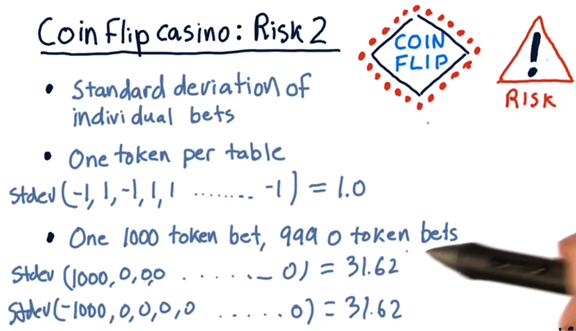 Coin Flip casino: Risk 2
COIN
FLIP
!
RISK
• Standard deviation of
individual bets
• One token per table
Stdev (-1, 1, -1, 1, 1 ........ -1) = 1.0
• One 1000 token bet, 999 0 token bets
Stdev (1000, 0, 0, 0 ....... 0) = 31.62
Stdev (-1000, 0, 0, 0, 0 ..... 0) = 31.62